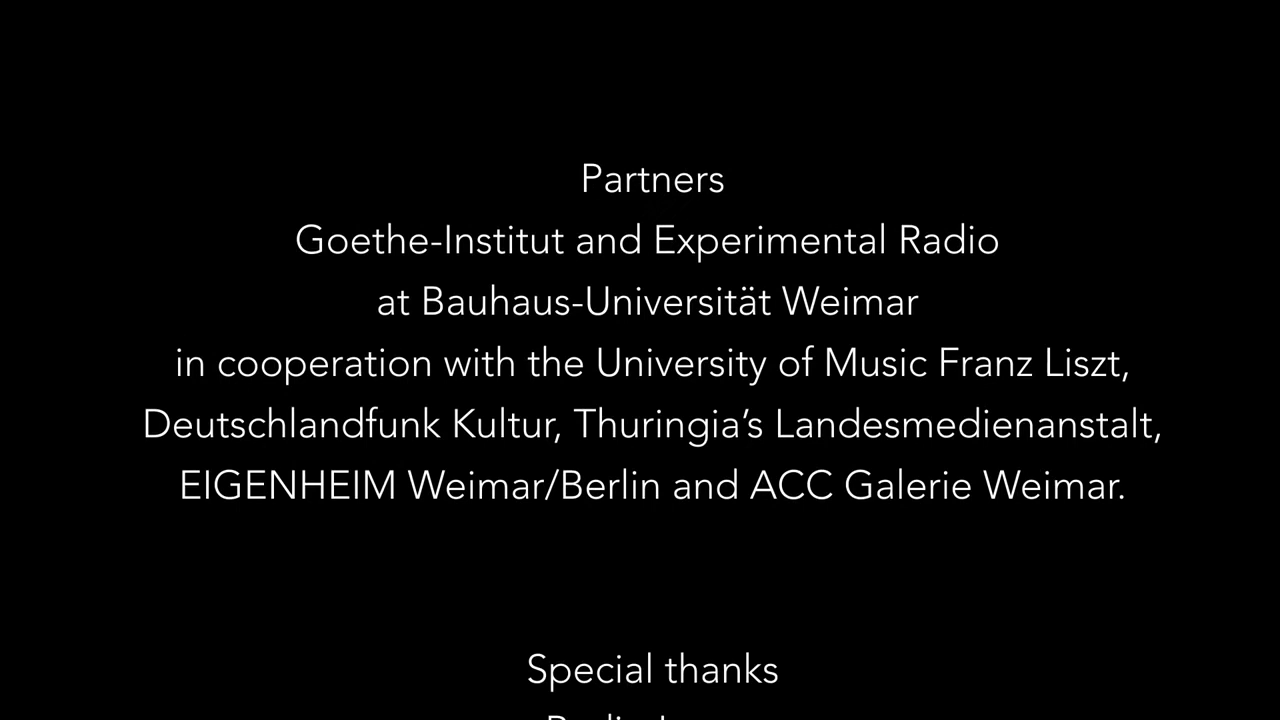 Partners
Goethe-Institut and Experimental Radio
at Bauhaus-Universität Weimar
in cooperation with the University of Music Franz Liszt,
Deutschlandfunk Kultur, Thuringia’s Landesmedienanstalt,
EIGENHEIM Weimar/Berlin and ACC Galerie Weimar.
Special thanks